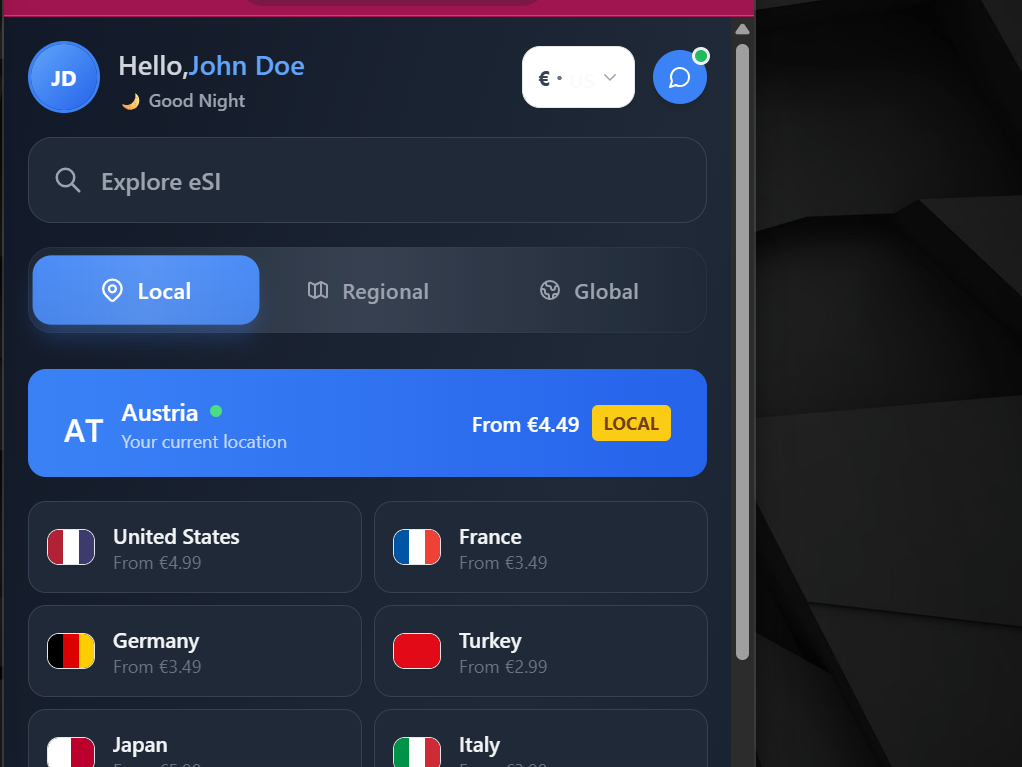 JD
Hello,John Doe
🌙 Good Night
€ • US
Explore eSI
Local
Regional
Global
AT
Austria
Your current location
From €4.49
LOCAL
United States
From €4.99
France
From €3.49
Germany
From €3.49
Turkey
From €2.99
Japan
Italy